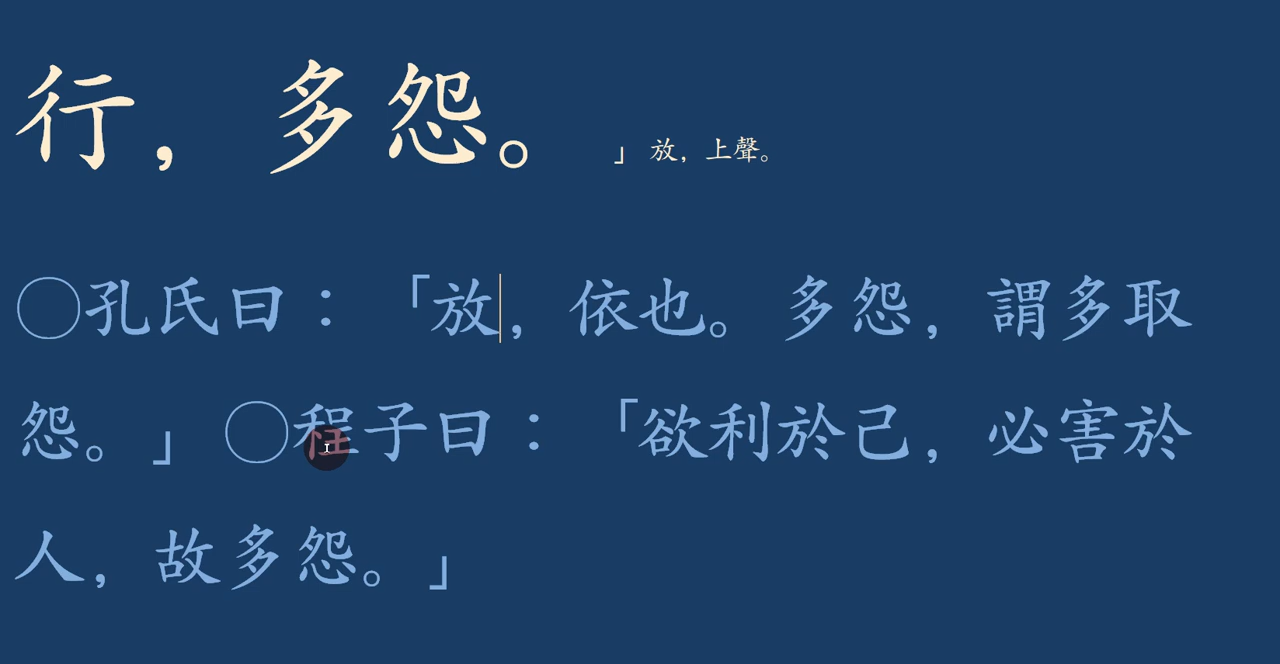 行，多怨。」放，上聲。
◯孔氏曰：「放，依也。多怨，謂多取
怨。」◯程子曰：「欲利於己，必害於
人，故多怨。」